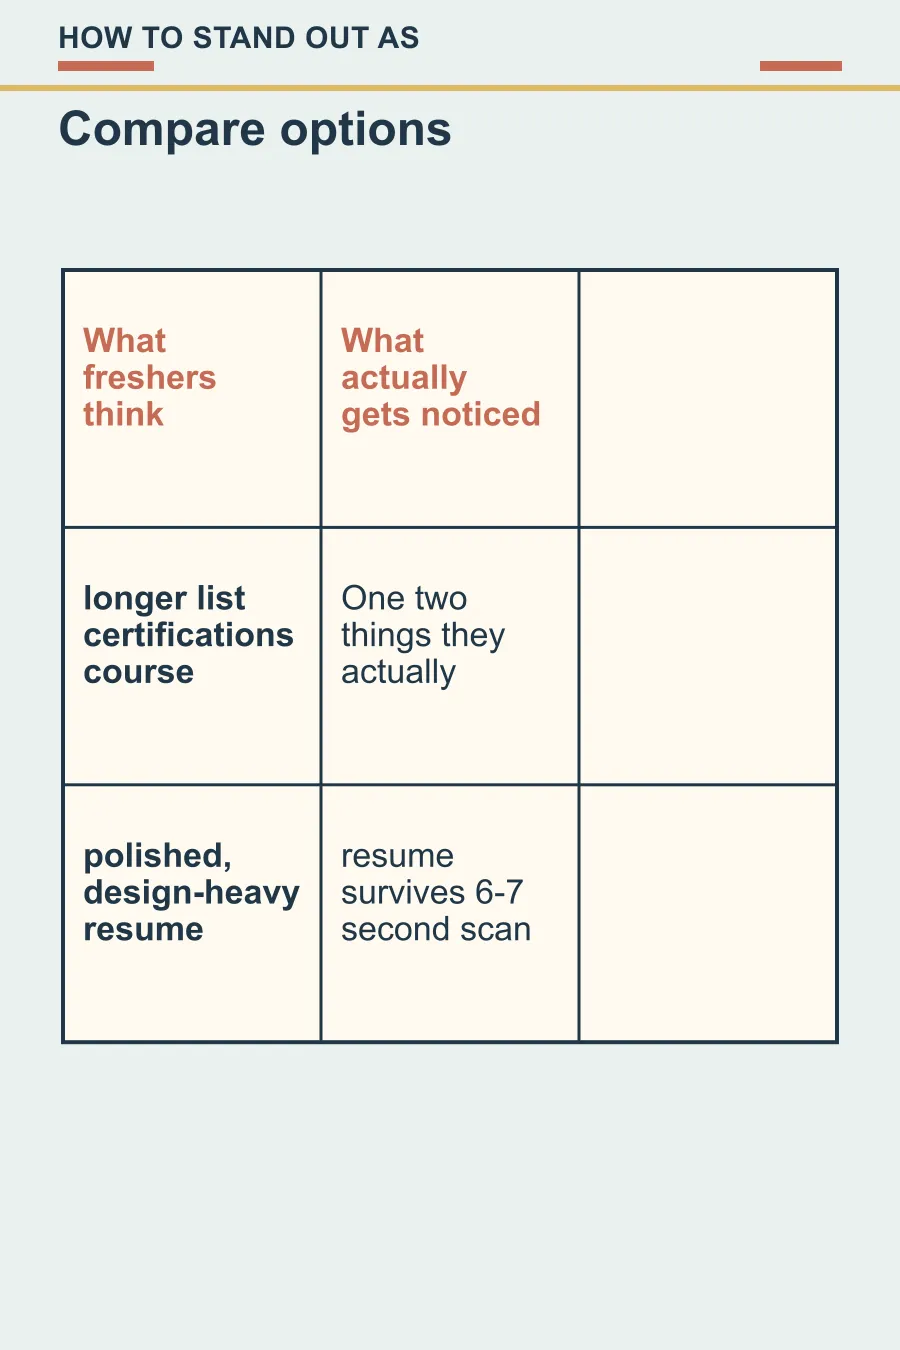 HOW TO STAND OUT AS
Compare options
What
freshers
think
What
actually
gets noticed
longer list
certifications
course
One two
things they
actually
polished,
design-heavy
resume
resume
survives 6-7
second scan